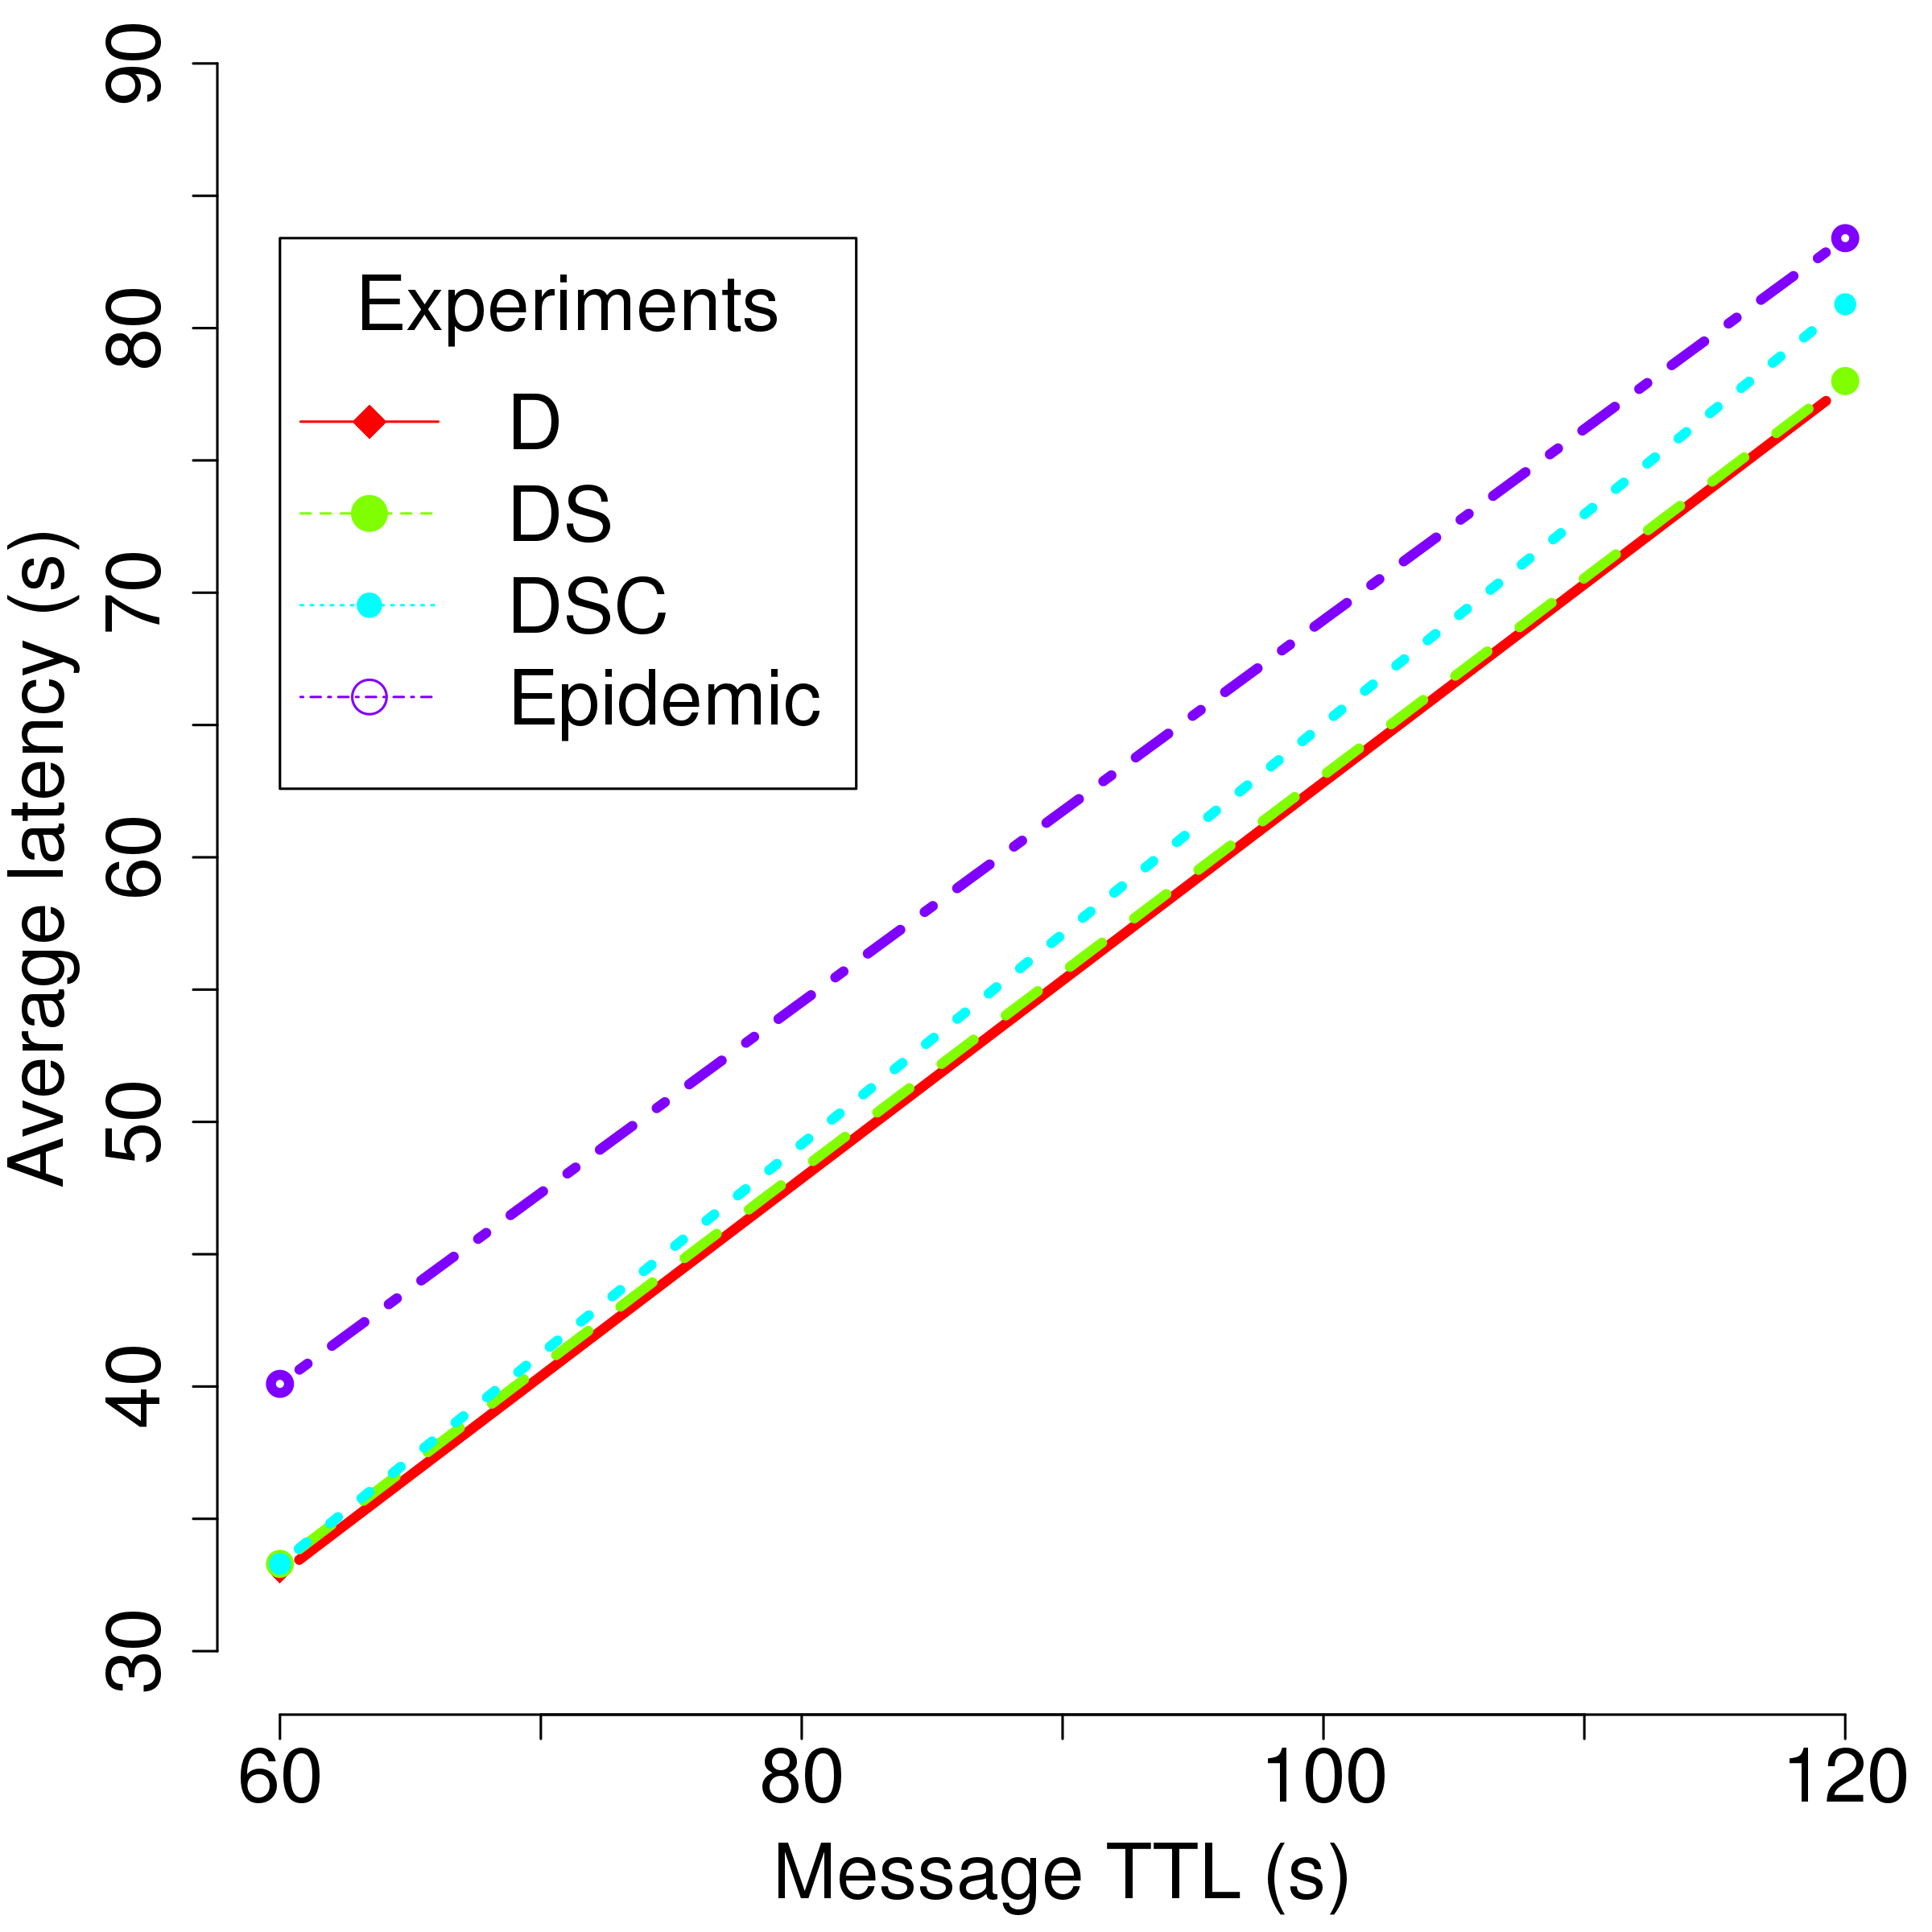 Average latency (s)
90
80
70
60
50
40
30
Experiments
D
DS
DSC
Epidemic
60 80 100 120
Message TTL (s)